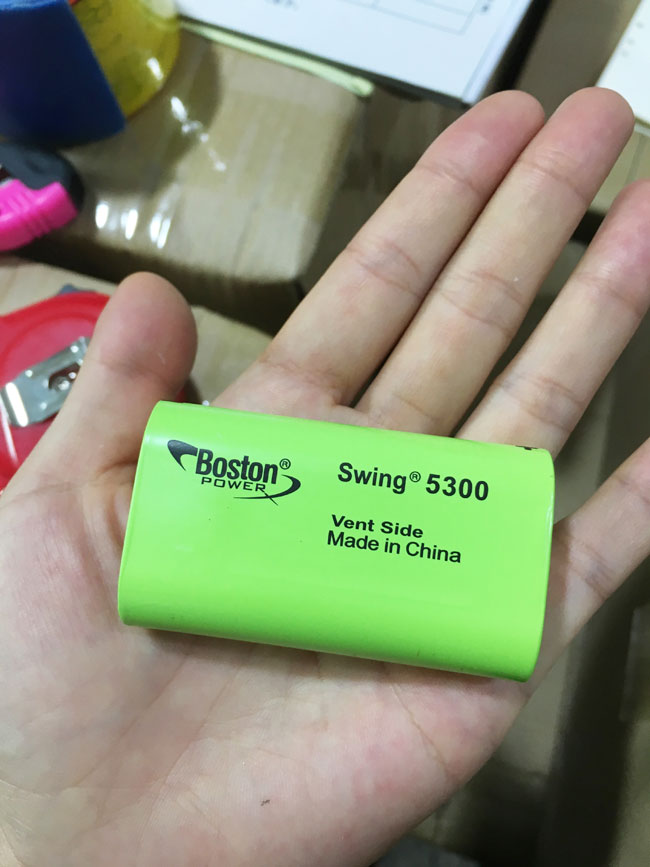 Boston®
POWER
Swing® 5300
Vent Side
Made in China